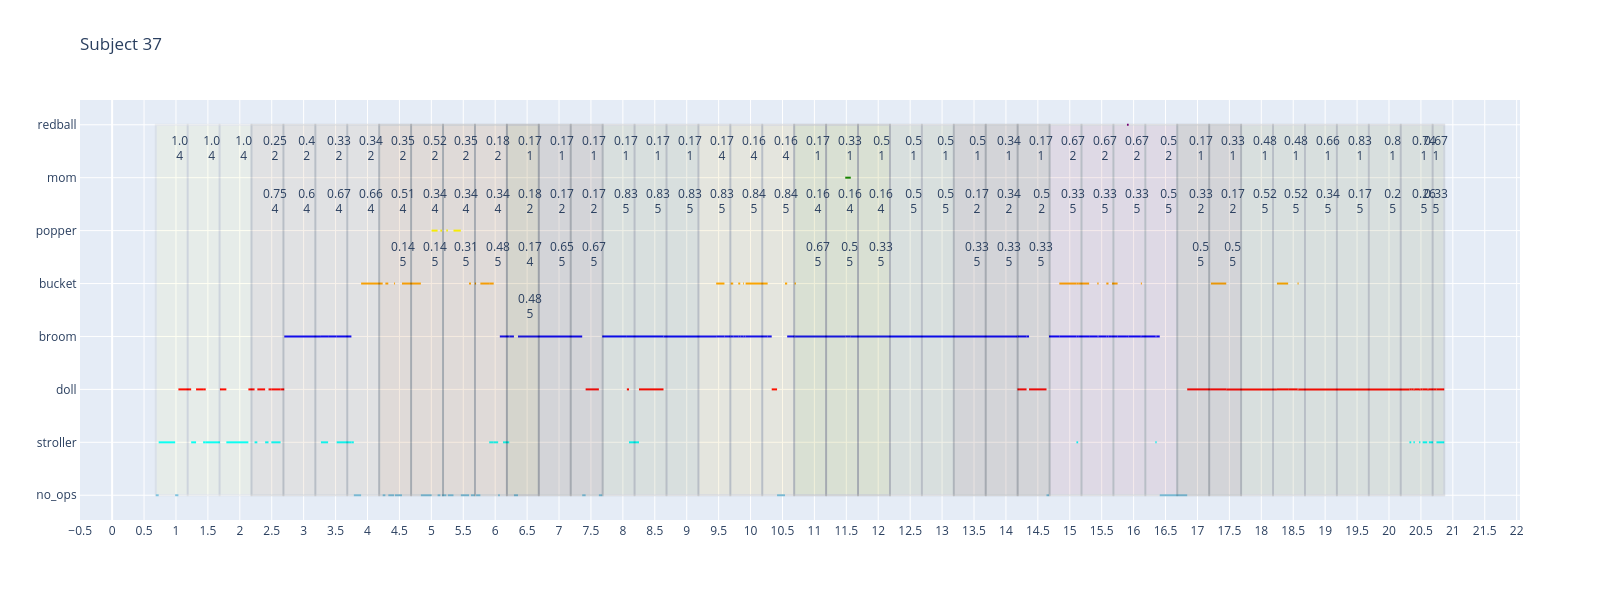 Subject 37
redball
1.0 1.0 1.0 0.25 0.4 0.33 0.34 0.35 0.52 0.35 0.18 0.17 0.17 0.17 0.17 0.17 0.17 0.17 0.16 0.16 0.17 0.33 0.5 0.5 0.5 0.5 0.34 0.17 0.67 0.67 0.67 0.5 0.17 0.33 0.48 0.48 0.66 0.83 0.8 0.74 0.67
4 4 4 2 2 2 2 2 2 2 2 1 1 1 1 1 1 4 4 4 1 1 1 1 1 1 1 1 2 2 2 2 1 1 1 1 1 1 1 1 1
mom
0.75 0.6 0.67 0.66 0.51 0.34 0.34 0.34 0.18 0.17 0.17 0.83 0.83 0.83 0.83 0.84 0.84 0.16 0.16 0.16 0.5 0.5 0.17 0.34 0.5 0.33 0.33 0.33 0.5 0.33 0.17 0.52 0.52 0.34 0.17 0.2 0.26 0.33
4 4 4 4 4 4 4 4 2 2 2 5 5 5 5 5 5 4 4 4 5 5 2 2 2 5 5 5 5 2 2 5 5 5 5 5 5 5
popper
0.14 0.14 0.31 0.48 0.17 0.65 0.67 0.67 0.5 0.33 0.33 0.33 0.33 0.5 0.5
5 5 5 5 4 5 5 5 5 5 5 5 5 5 5
bucket
0.48
5
broom
doll
stroller
no_ops
−0.5 0 0.5 1 1.5 2 2.5 3 3.5 4 4.5 5 5.5 6 6.5 7 7.5 8 8.5 9 9.5 10 10.5 11 11.5 12 12.5 13 13.5 14 14.5 15 15.5 16 16.5 17 17.5 18 18.5 19 19.5 20 20.5 21 21.5 22